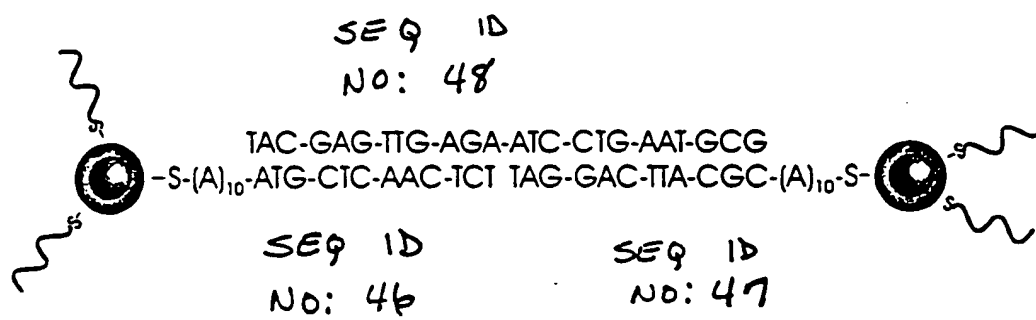 SEQ ID
NO: 48
TAC-GAG-TTG-AGA-ATC-CTG-AAT-GCG
-S-(A)10-ATG-CTC-AAC-TCT TAG-GAC-TTA-CGC-(A)10-S-
SEQ ID
NO: 46
SEQ ID
NO: 47
S
S
S
S